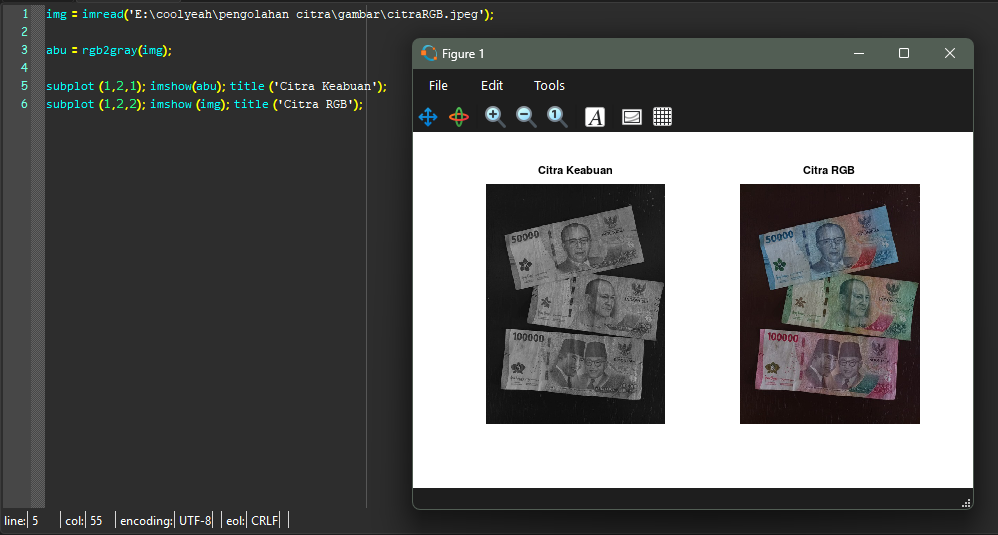 1 img = imread('E:\coolyeah\pengolahan citra\gambar\citraRGB.jpeg');
2
3 abu = rgb2gray(img);
4
5 subplot (1,2,1); imshow(abu); title ('Citra Keabuan');
6 subplot (1,2,2); imshow (img); title ('Citra RGB');
Figure 1
File Edit Tools
1 A
Citra Keabuan
50000
100000
Citra RGB
50000
100000
line: 5 col: 55 encoding: UTF-8 eol: CRLF